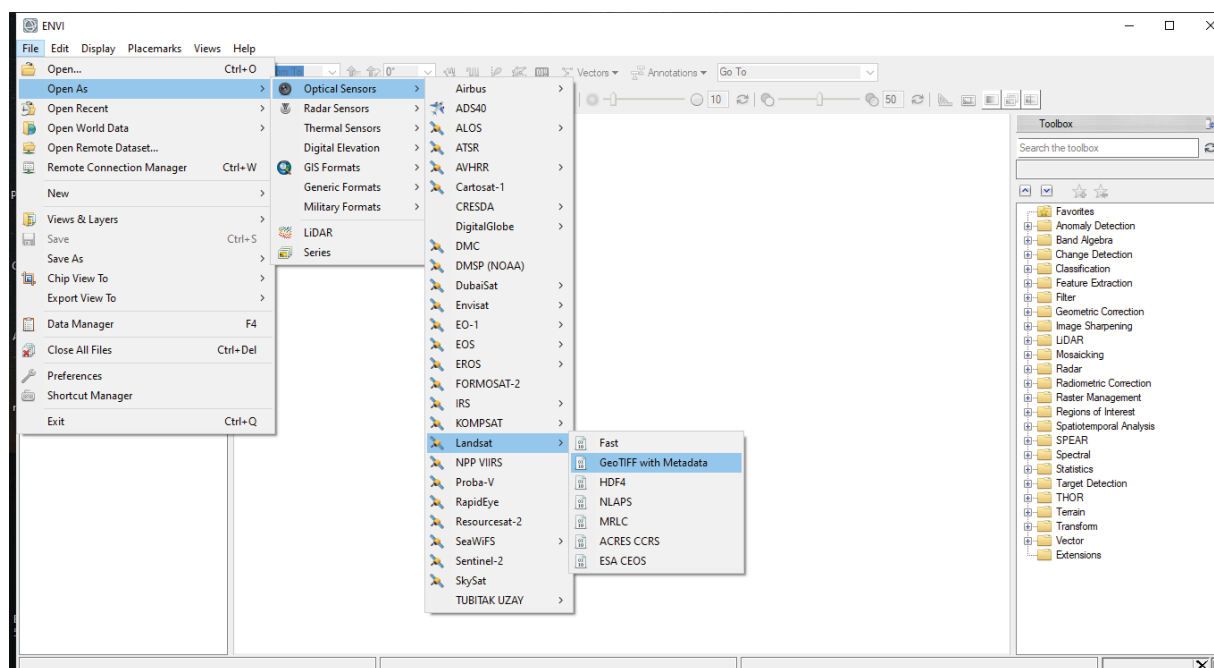 ENVI
File Edit Display Placemarks Views Help
Open... Ctrl+O
Open As
Open Recent
Open World Data
Open Remote Dataset...
Remote Connection Manager Ctrl+W
New
Views & Layers
Save Ctrl+S
Save As
Chip View To
Export View To
Data Manager F4
Close All Files Ctrl+Del
Preferences
Shortcut Manager
Exit Ctrl+Q
Optical Sensors
Radar Sensors
Thermal Sensors
Digital Elevation
GIS Formats
Generic Formats
Military Formats
LiDAR
Series
Airbus
ADS40
ALOS
ATSR
AVHRR
Cartosat-1
CRESDA
DigitalGlobe
DMC
DMSP (NOAA)
DubaiSat
Envisat
EO-1
EOS
EROS
FORMOSAT-2
IRS
KOMPSAT
Landsat
NPP VIIRS
Proba-V
RapidEye
Resourcesat-2
SeaWiFS
Sentinel-2
SkySat
TUBITAK UZAY
Fast
GeoTIFF with Metadata
HDF4
NLAPS
MRLC
ACRES CCRS
ESA CEOS
0° Vectors Annotations Go To
10 50
Toolbox
Search the toolbox
Favorites
Anomaly Detection
Band Algebra
Change Detection
Classification
Feature Extraction
Filter
Geometric Correction
Image Sharpening
LiDAR
Mosaicking
Radar
Radiometric Correction
Raster Management
Regions of Interest
Spatiotemporal Analysis
SPEAR
Spectral
Statistics
Target Detection
THOR
Terrain
Transform
Vector
Extensions